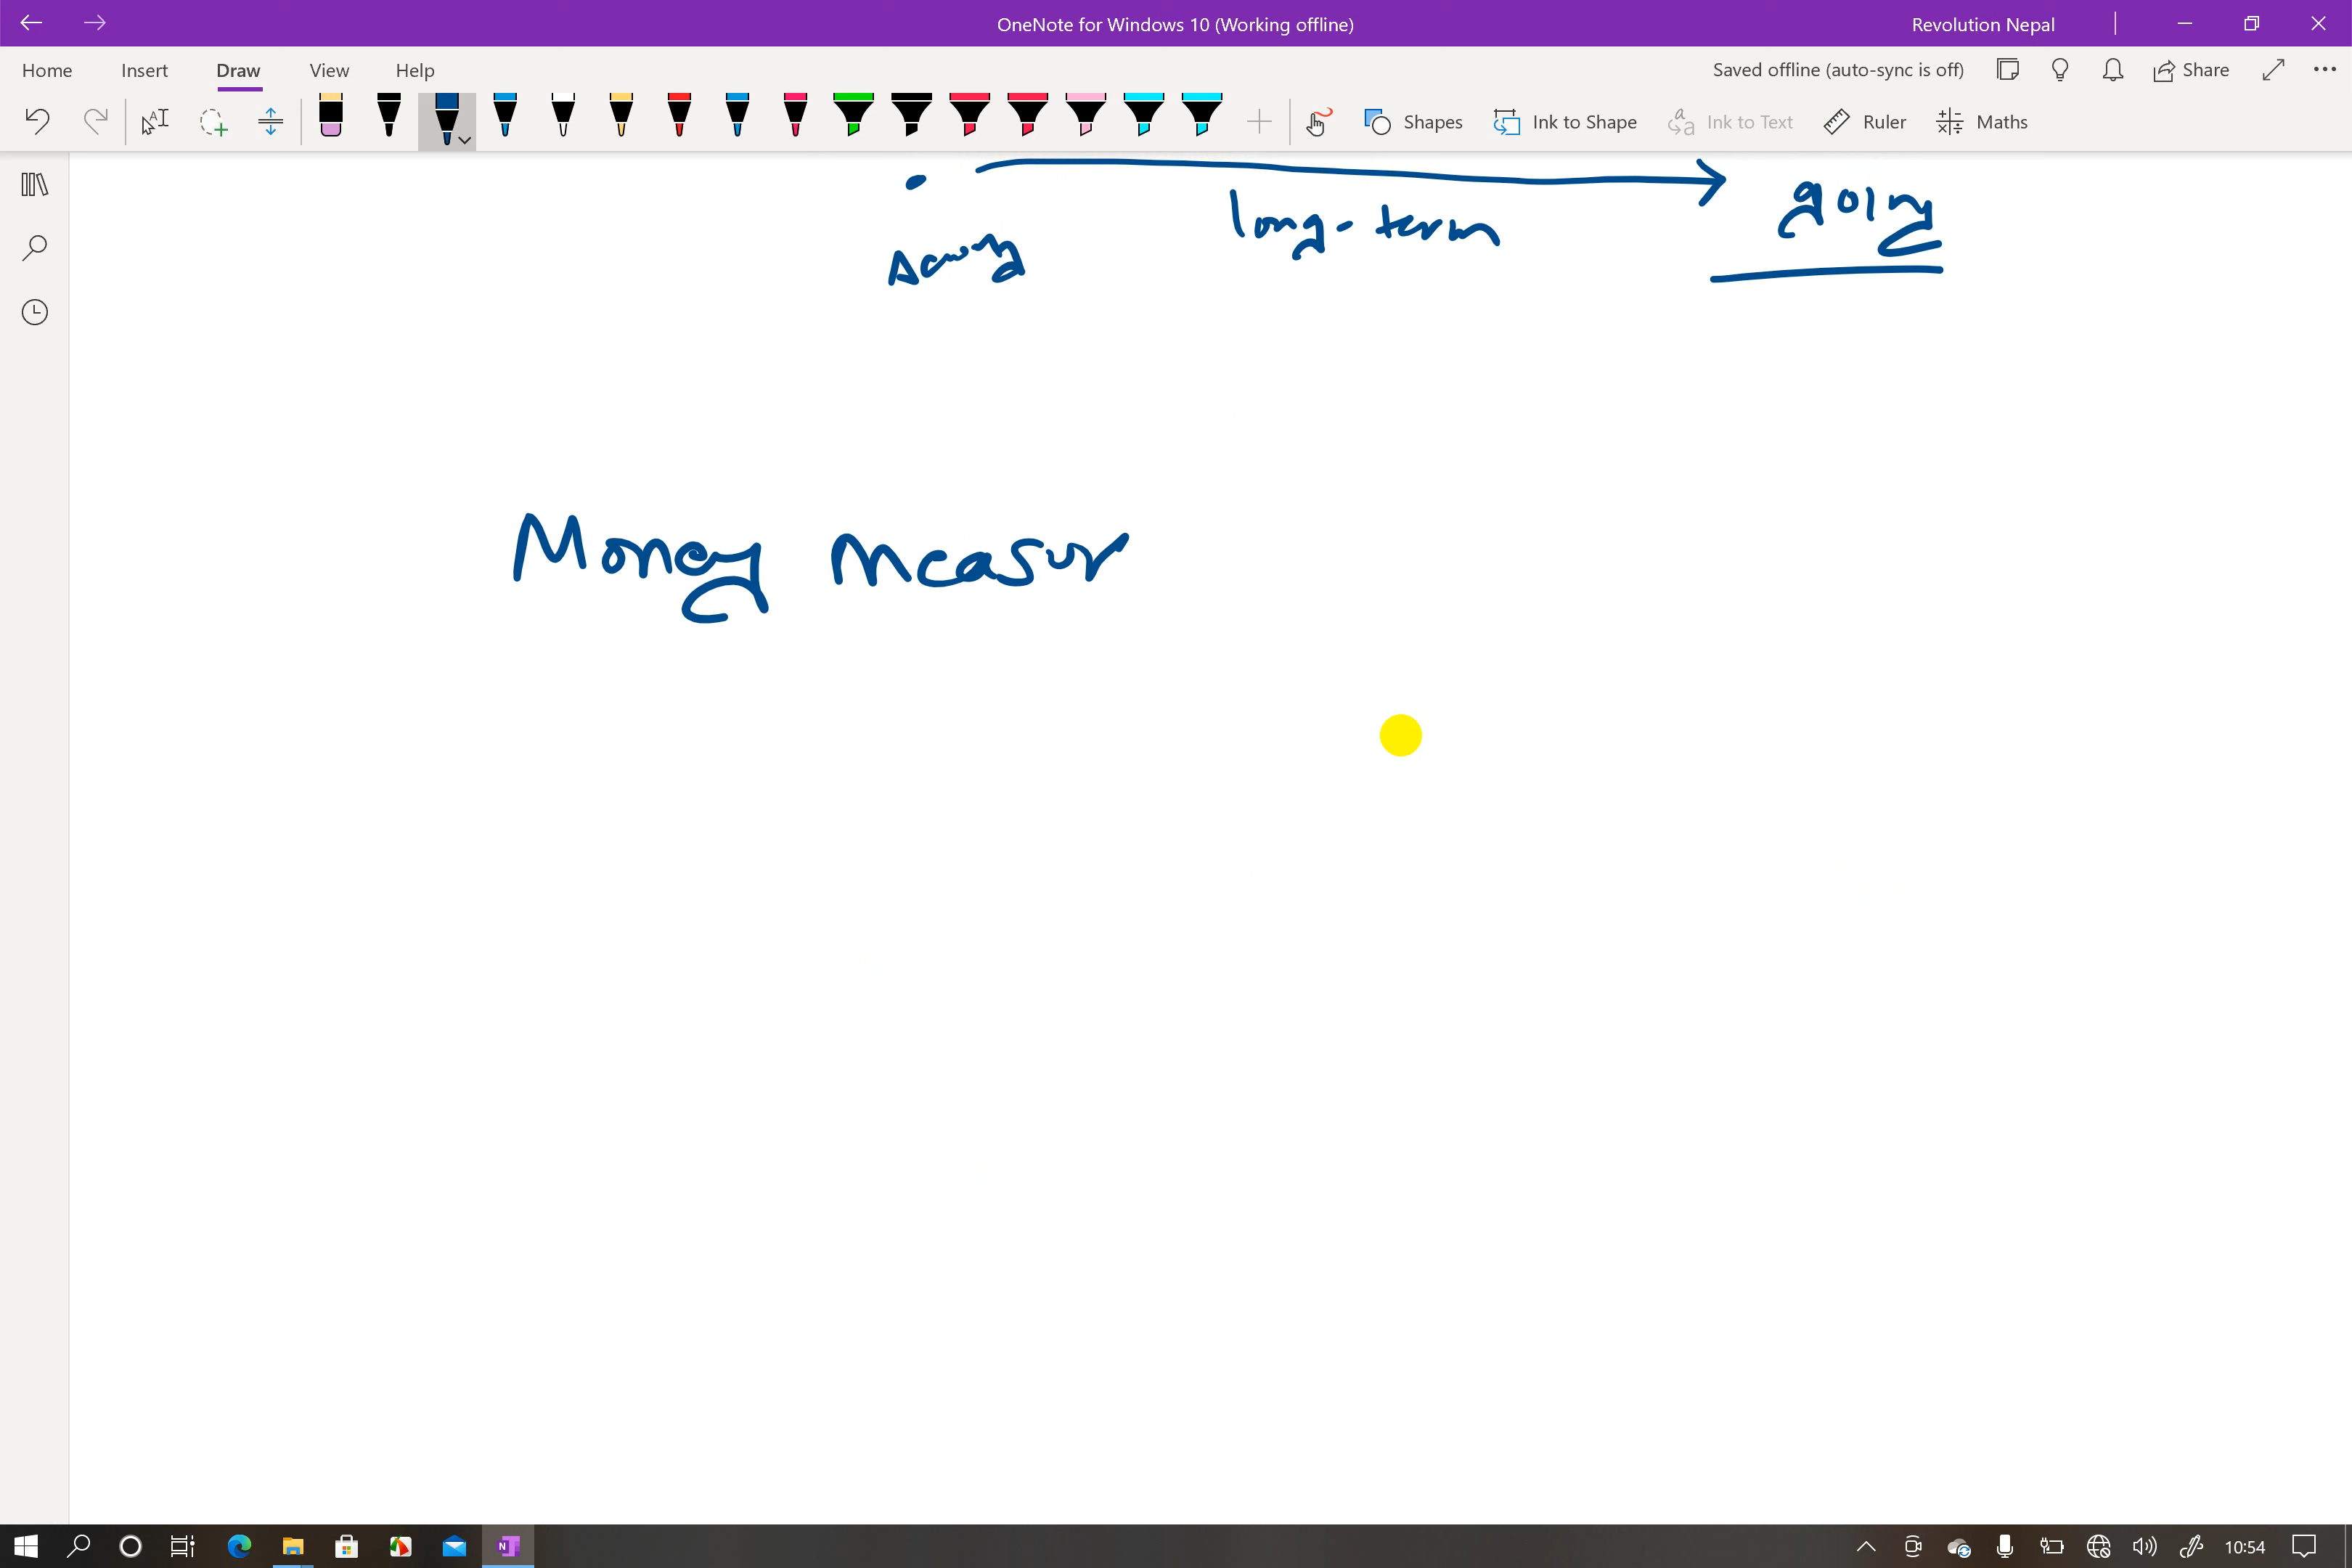 OneNote for Windows 10 (Working offline)
Revolution Nepal
Home Insert Draw View Help
Saved offline (auto-sync is off) Share
Shapes Ink to Shape Ink to Text Ruler Maths
long-term going
Money measur
10:54